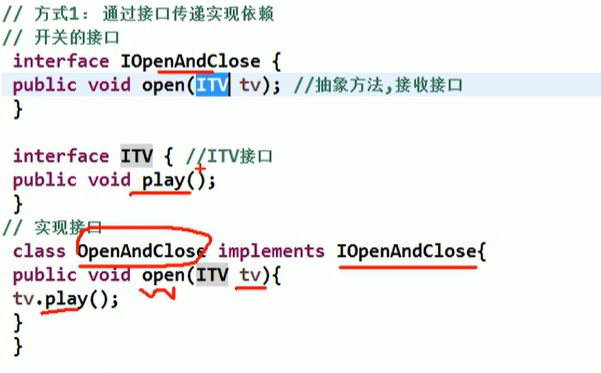 // 方式1: 通过接口传递实现依赖
// 开关的接口
interface IOpenAndClose {
public void open(ITV tv); //抽象方法,接收接口
}
interface ITV { //ITV接口
public void play();
}
// 实现接口
class OpenAndClose implements IOpenAndClose{
public void open(ITV tv){
tv.play();
}
}